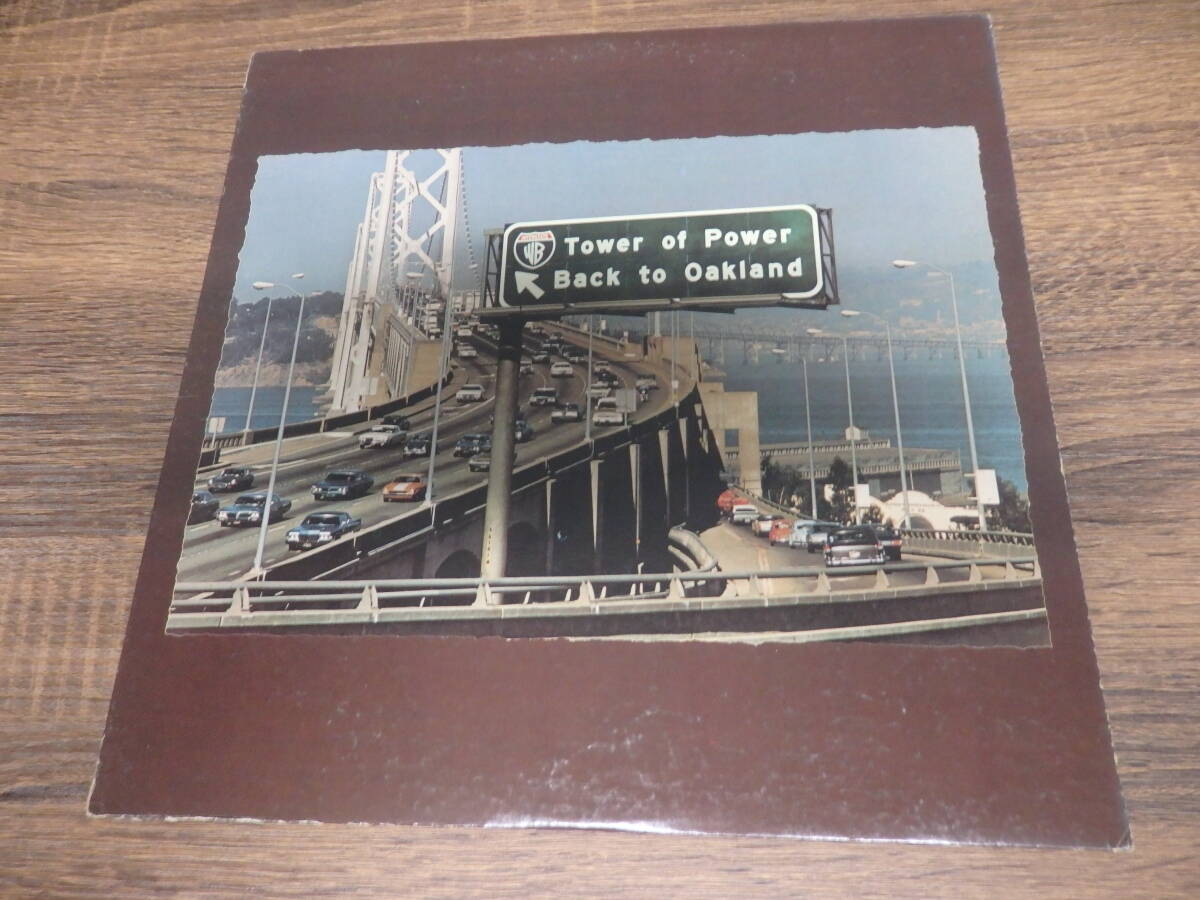 WB
Tower of Power
Back to Oakland